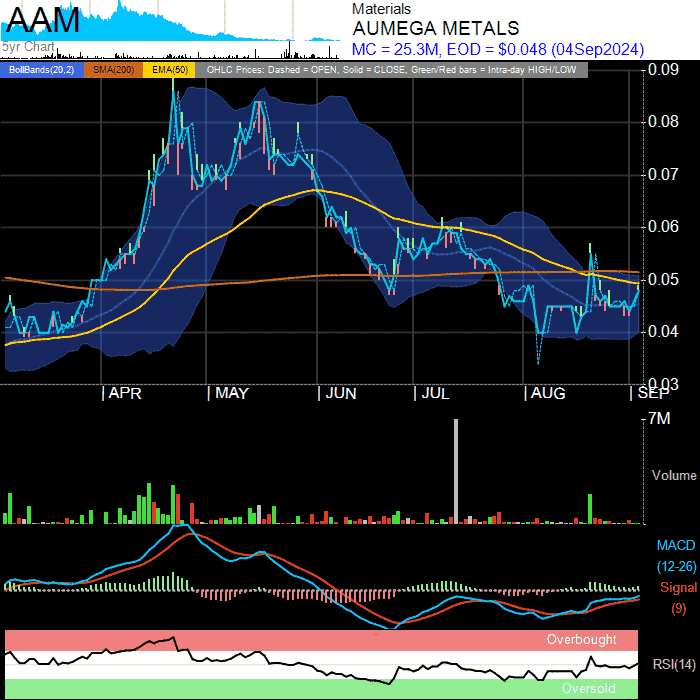 AAM
5yr Chart
Materials
AUMEGA METALS
MC = 25.3M, EOD = $0.048 (04Sep2024)
BollBands(20,2) SMA(200) EMA(50) OHLC Prices: Dashed = OPEN, Solid = CLOSE, Green/Red bars = Intra-day HIGH/LOW
0.09
0.08
0.07
0.06
0.05
0.04
0.03
APR MAY JUN JUL AUG SEP
7M
Volume
MACD
(12-26)
Signal
(9)
Overbought
RSI(14)
Oversold